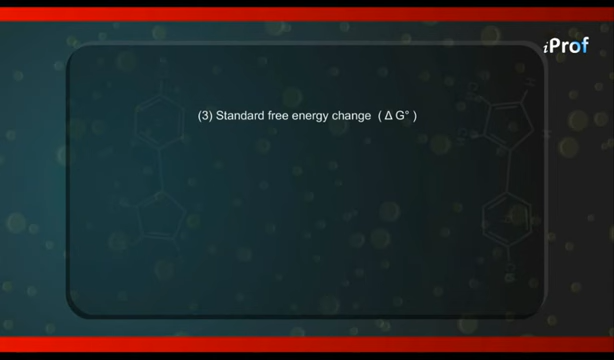 iProf
(3) Standard free energy change ( Δ G° )